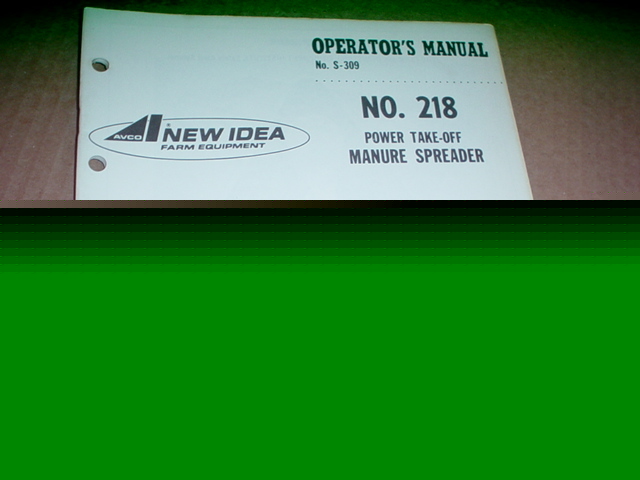 OPERATOR'S MANUAL
No. S-309
AVCO NEW IDEA
FARM EQUIPMENT
NO. 218
POWER TAKE-OFF
MANURE SPREADER